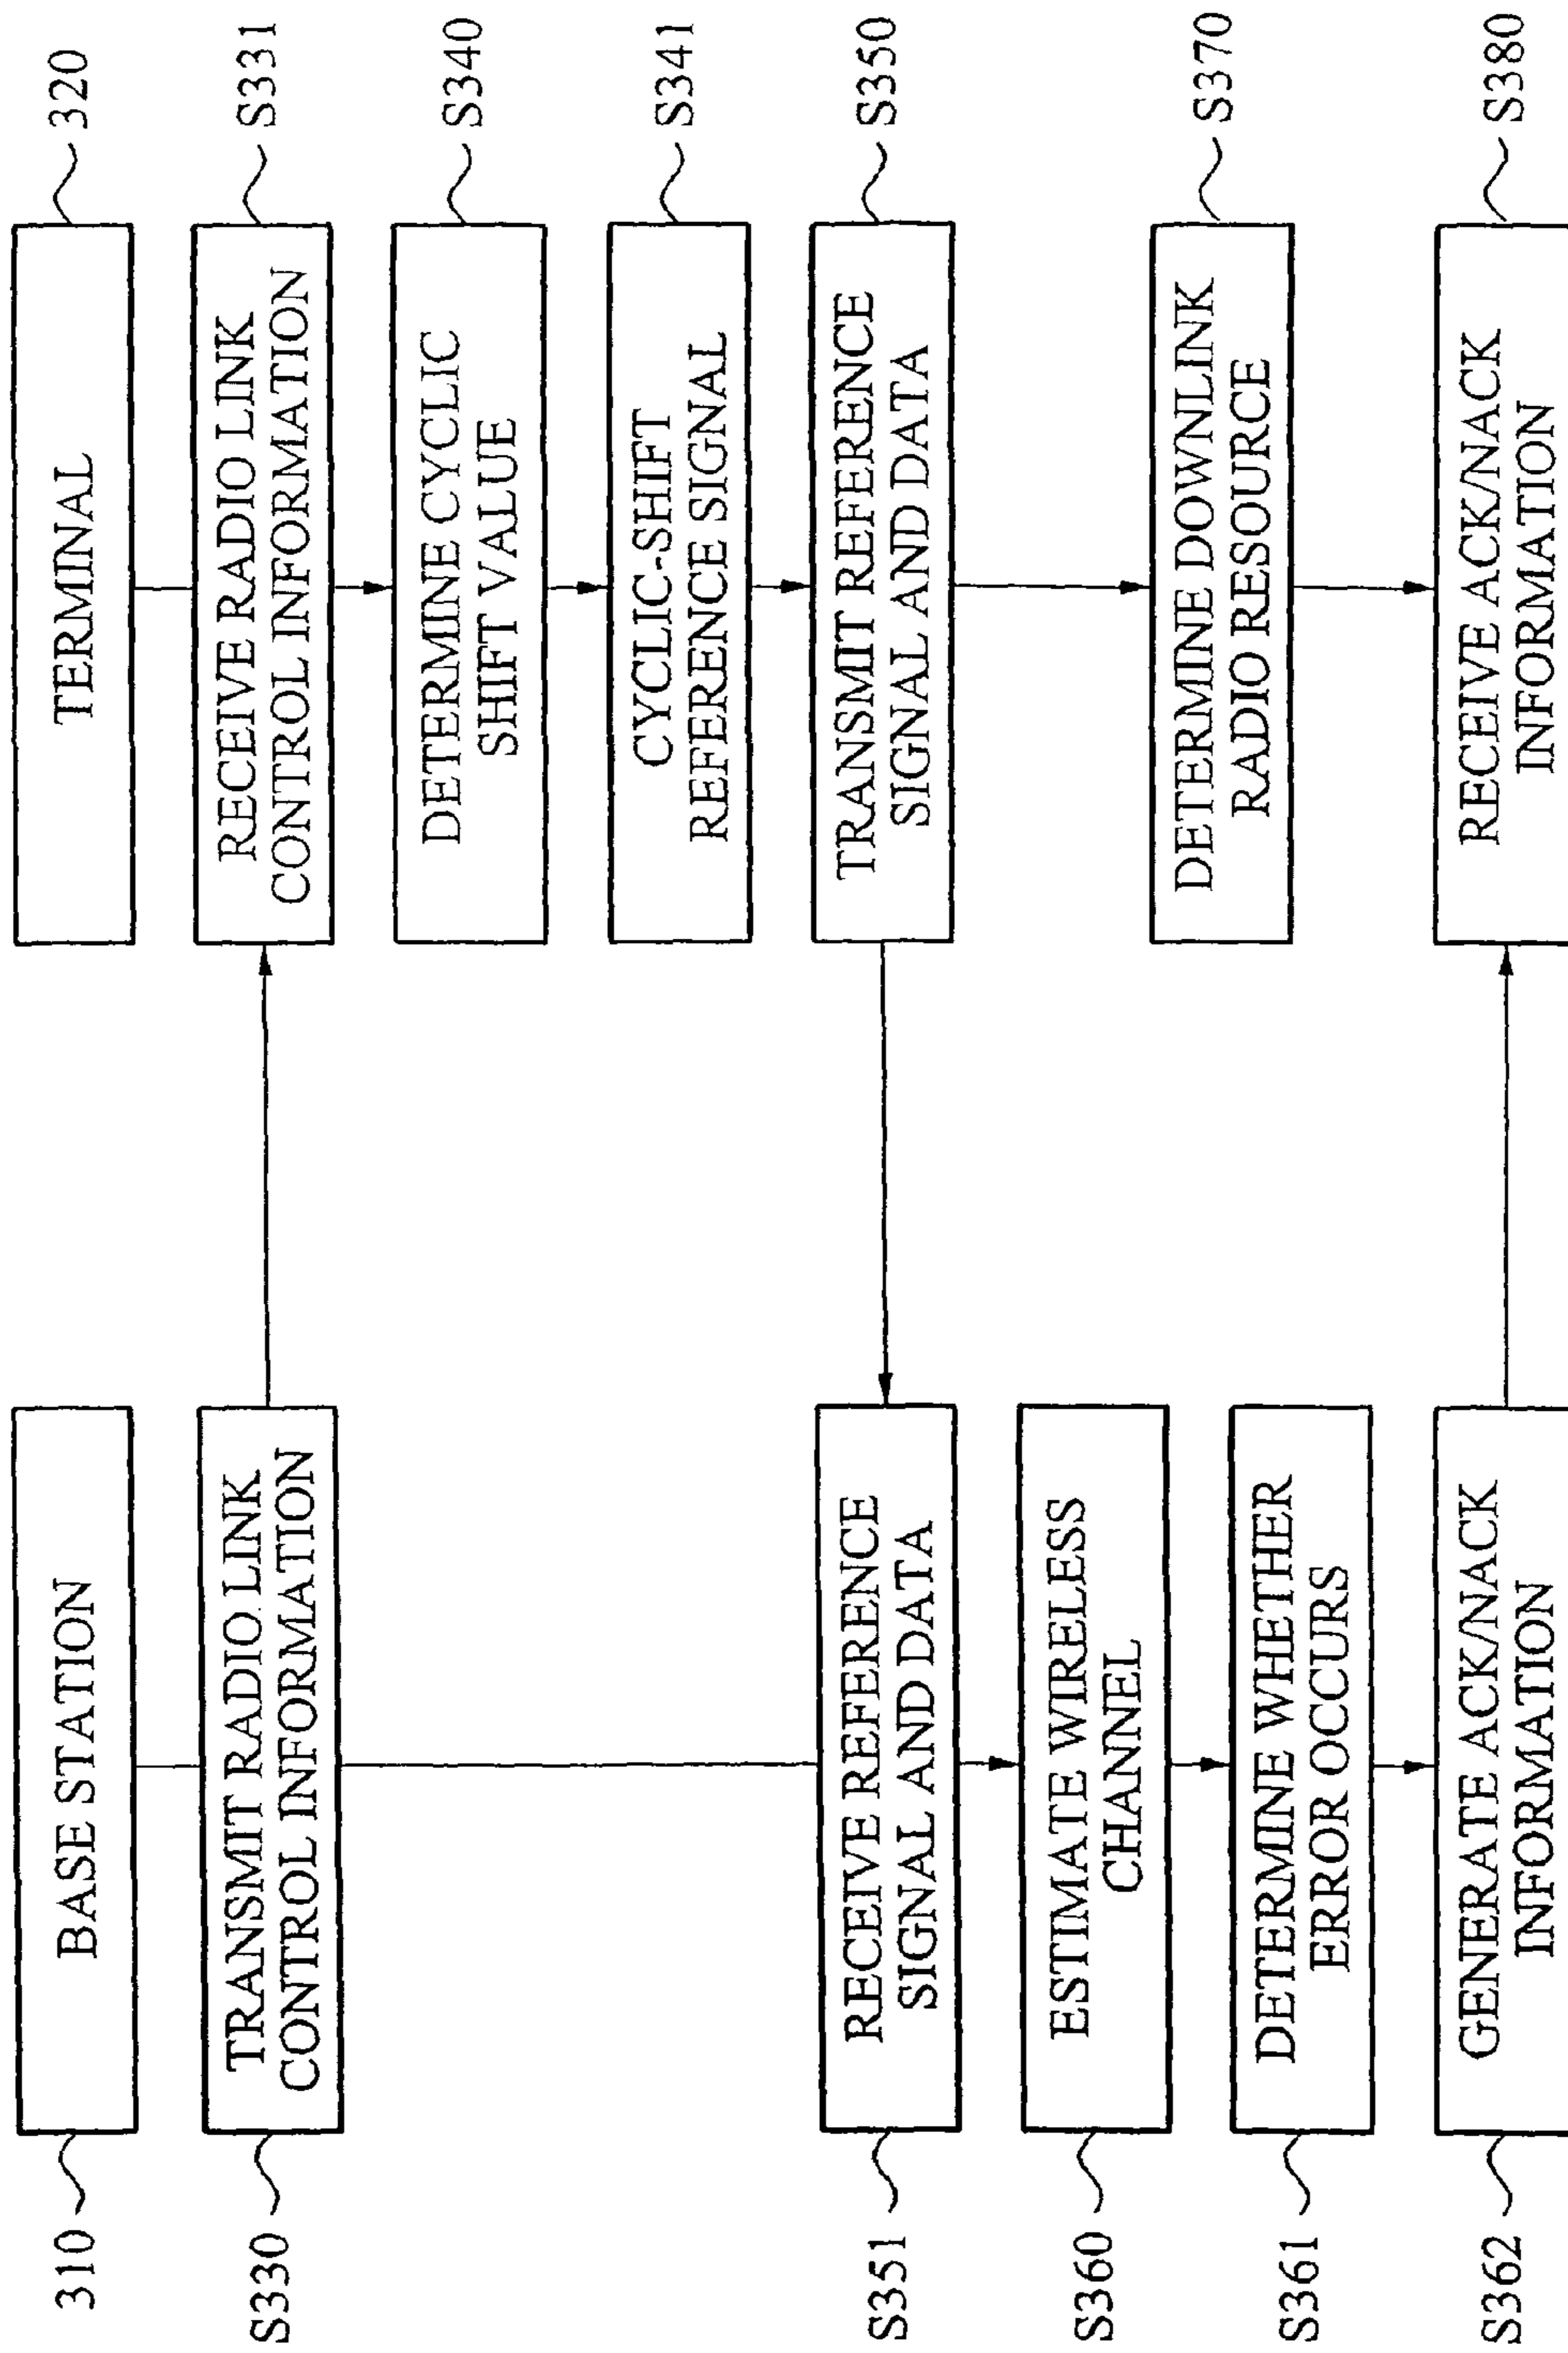 310
BASE STATION
TERMINAL
320
S330
TRANSMIT RADIO LINK
CONTROL INFORMATION
RECEIVE RADIO LINK
CONTROL INFORMATION
S331
DETERMINE CYCLIC
SHIFT VALUE
S340
CYCLIC-SHIFT
REFERENCE SIGNAL
S341
S351
RECEIVE REFERENCE
SIGNAL AND DATA
TRANSMIT REFERENCE
SIGNAL AND DATA
S350
S360
ESTIMATE WIRELESS
CHANNEL
S361
DETERMINE WHETHER
ERROR OCCURS
DETERMINE DOWNLINK
RADIO RESOURCE
S370
S362
GENERATE ACK/NACK
INFORMATION
RECEIVE ACK/NACK
INFORMATION
S380